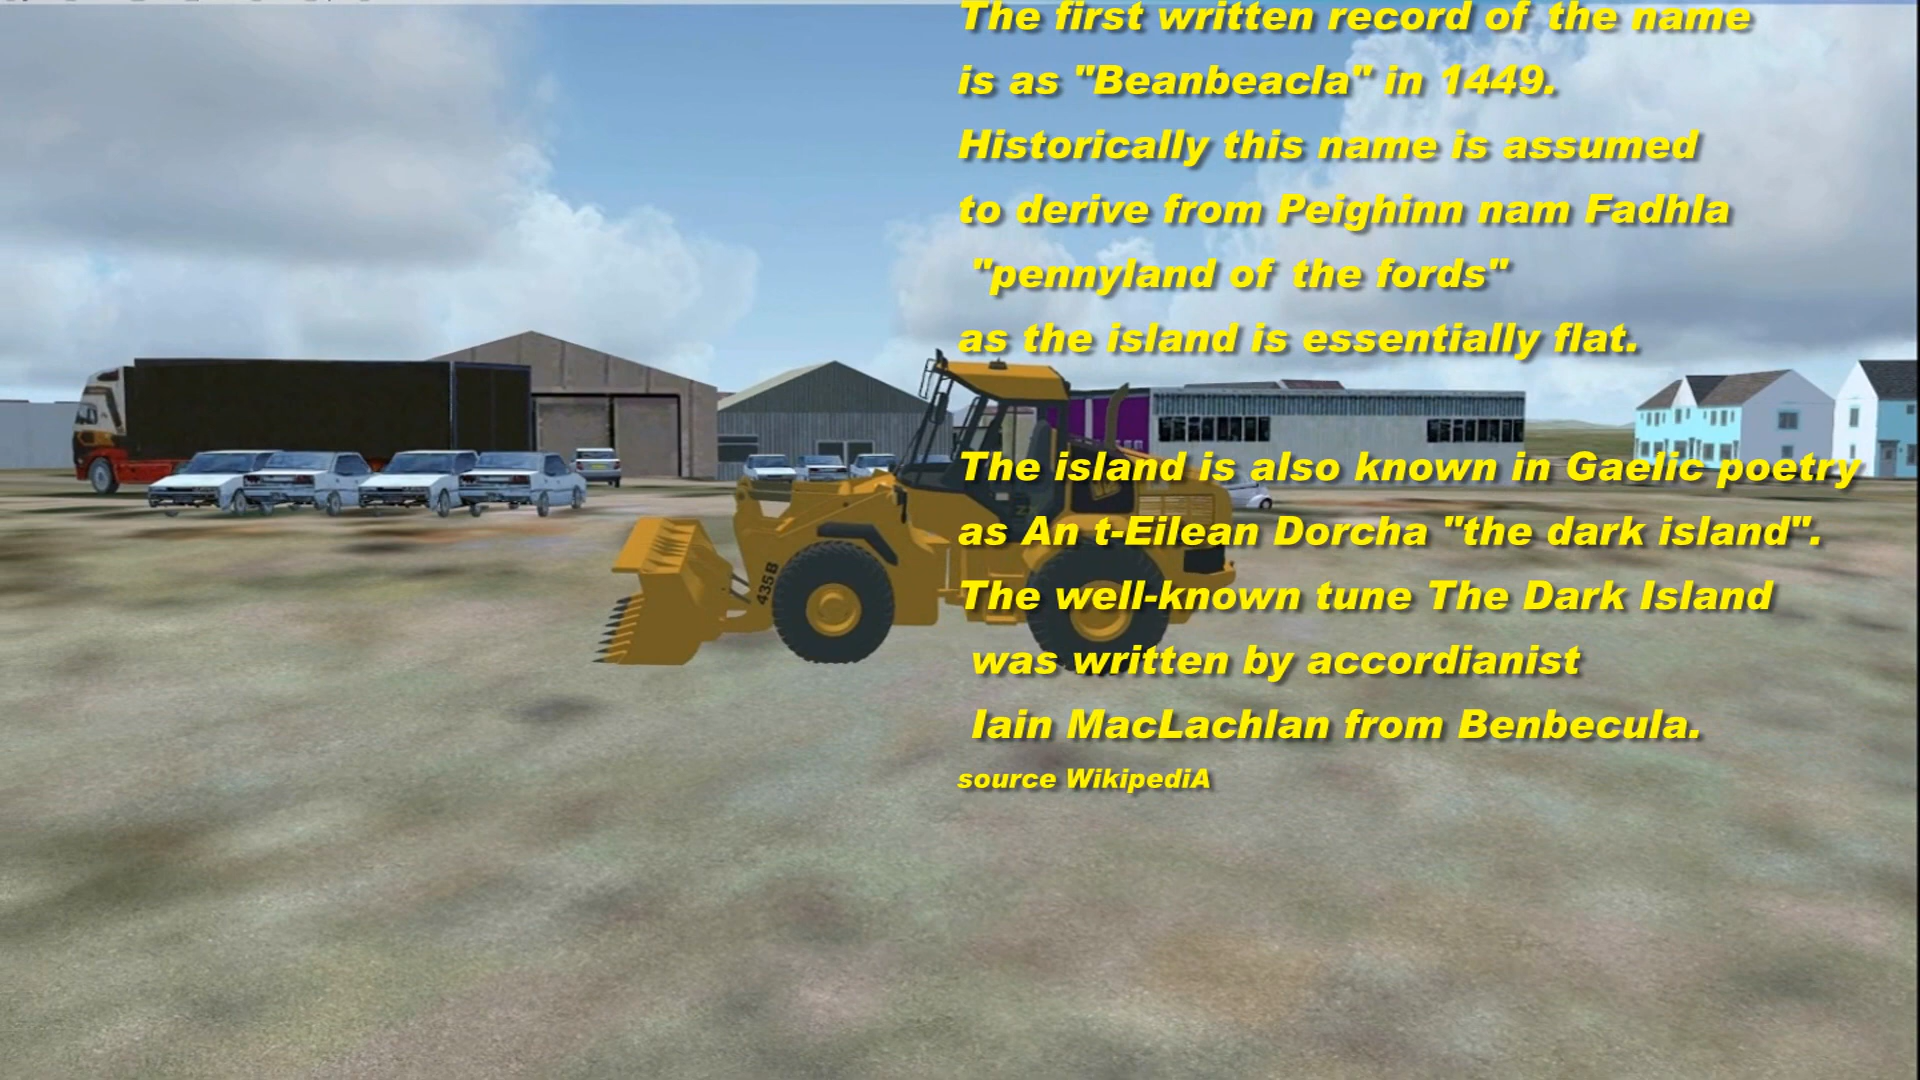 The first written record of the name
is as "Beanbeacla" in 1449.
Historically this name is assumed
to derive from Peighinn nam Fadhla
"pennyland of the fords"
as the island is essentially flat.
The island is also known in Gaelic poetry
as An t-Eilean Dorcha "the dark island".
The well-known tune The Dark Island
was written by accordianist
Iain MacLachlan from Benbecula.
source WikipediA
435B